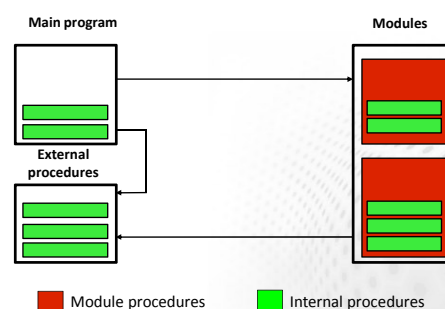 Main program
Modules
External
procedures
Module procedures
Internal procedures